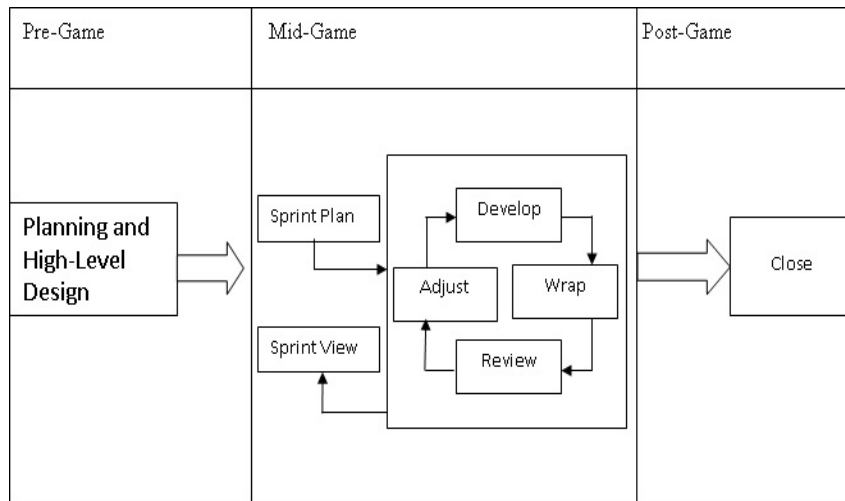 Pre-Game
Mid-Game
Post-Game
Planning and
High-Level
Design
Sprint Plan
Sprint View
Develop
Adjust
Wrap
Review
Close